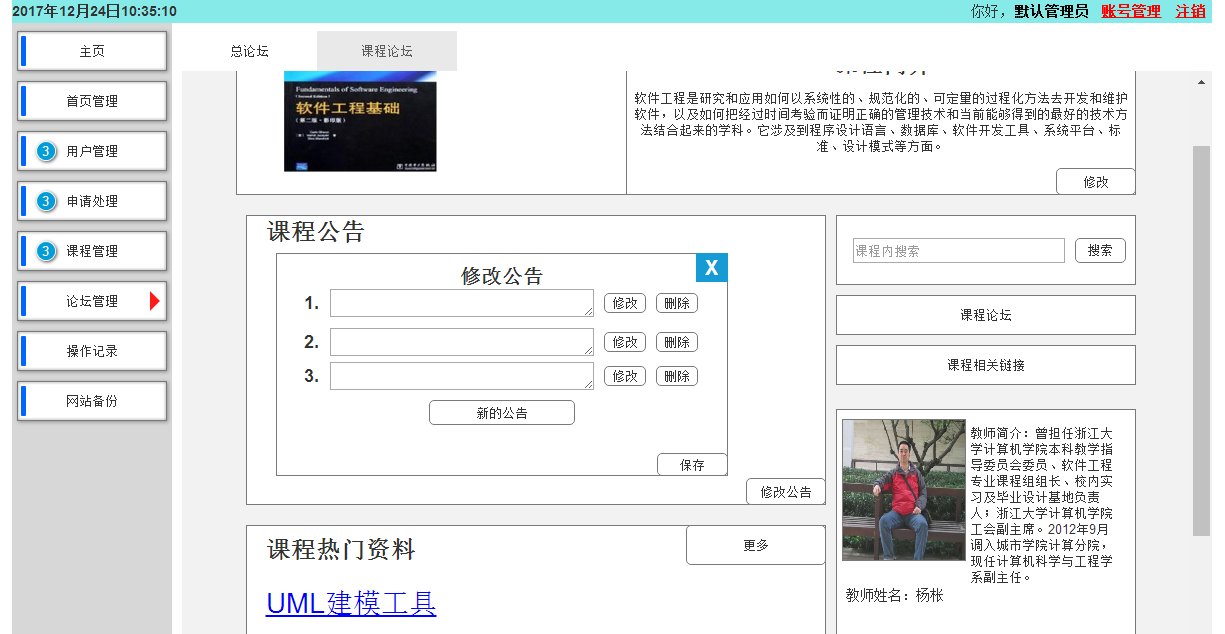 2017年12月24日10:35:10
你好，默认管理员 账号管理 注销
主页
首页管理
3 用户管理
3 申请处理
3 课程管理
论坛管理
操作记录
网站备份
总论坛 课程论坛
Fundamentals of Software Engineering
软件工程基础
（第二版·影印版）
软件工程是研究和应用如何以系统性的、规范化的、可定量的过程化方法去开发和维护
软件，以及如何把经过时间考验而证明正确的管理技术和当前能够得到的最好的技术方
法结合起来的学科。它涉及到程序设计语言、数据库、软件开发工具、系统平台、标
准、设计模式等方面。
修改
课程公告
修改公告
X
1. 修改 删除
2. 修改 删除
3. 修改 删除
新的公告
保存
修改公告
课程热门资料
更多
UML建模工具
课程内搜索 搜索
课程论坛
课程相关链接
教师简介：曾担任浙江大
学计算机学院本科教学指
导委员会委员、软件工程
专业课程组组长、校内实
习及毕业设计基地负责
人；浙江大学计算机学院
工会副主席。2012年9月
调入城市学院计算分院，
现任计算机科学与工程学
系副主任。
教师姓名：杨枨